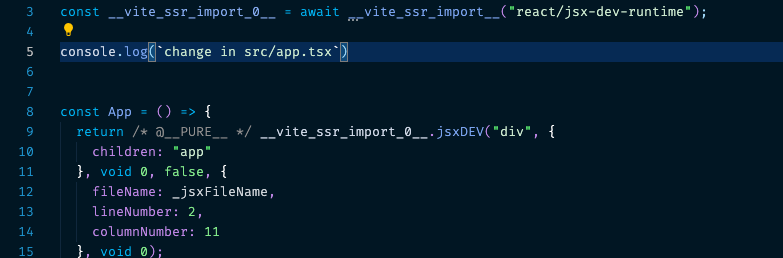 3 const __vite_ssr_import_0__ = await __vite_ssr_import__("react/jsx-dev-runtime");
4
5 console.log(`change in src/app.tsx`)
6
7
8 const App = () => {
9 return /* @__PURE__ */ __vite_ssr_import_0__.jsxDEV("div", {
10 children: "app"
11 }, void 0, false, {
12 fileName: _jsxFileName,
13 lineNumber: 2,
14 columnNumber: 11
15 }, void 0);